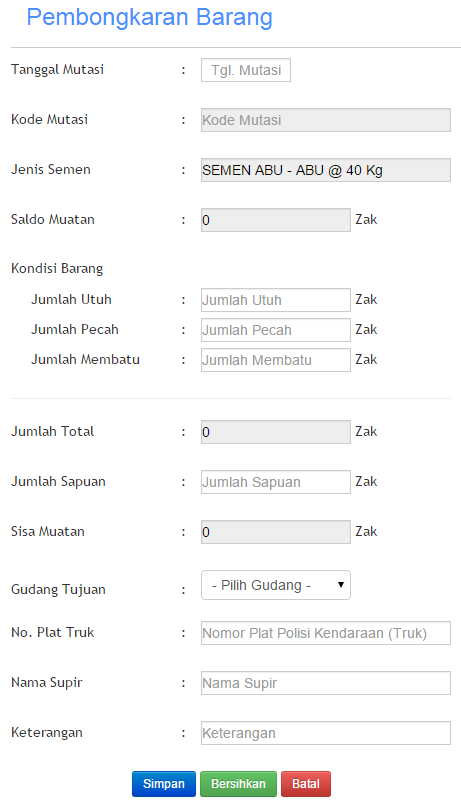 Pembongkaran Barang
Tanggal Mutasi : Tgl. Mutasi
Kode Mutasi : Kode Mutasi
Jenis Semen : SEMEN ABU - ABU @ 40 Kg
Saldo Muatan : 0 Zak
Kondisi Barang
Jumlah Utuh : Jumlah Utuh Zak
Jumlah Pecah : Jumlah Pecah Zak
Jumlah Membatu : Jumlah Membatu Zak
Jumlah Total : 0 Zak
Jumlah Sapuan : Jumlah Sapuan Zak
Sisa Muatan : 0 Zak
Gudang Tujuan : - Pilih Gudang -
No. Plat Truk : Nomor Plat Polisi Kendaraan (Truk)
Nama Supir : Nama Supir
Keterangan : Keterangan
Simpan Bersihkan Batal